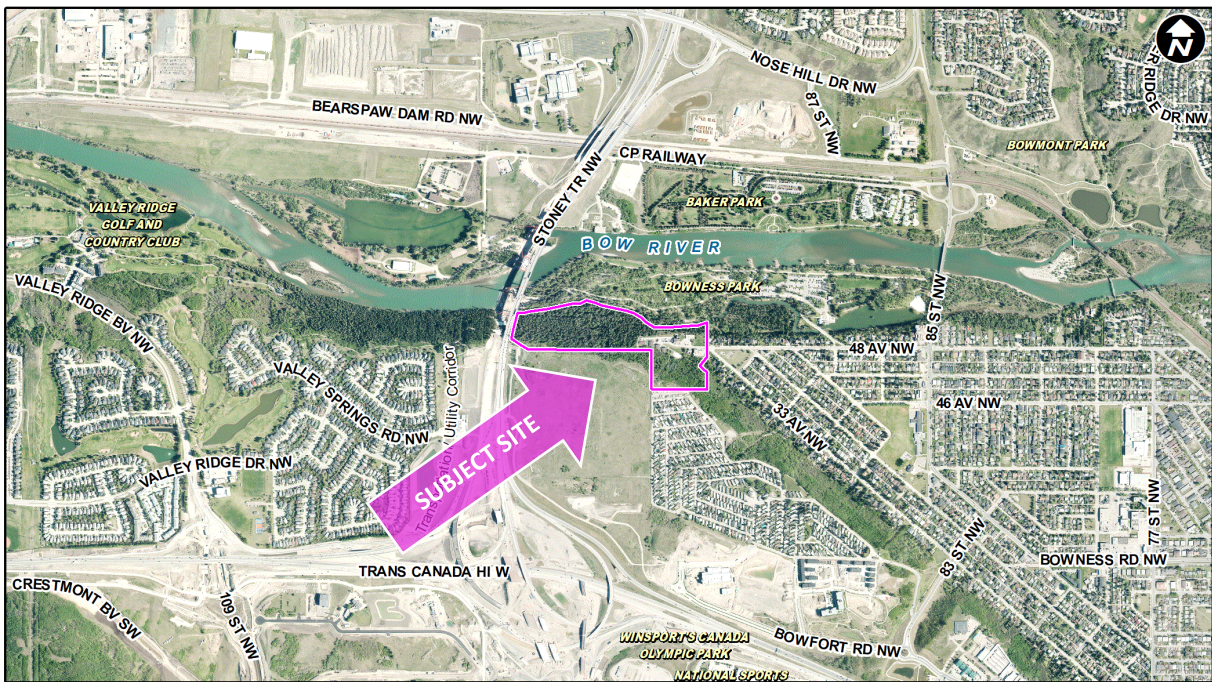 N
NOSE HILL DR NW
ER RIDGE DR NW
BEARSPAW DAM RD NW
87 ST NW
BOWMONT PARK
CP RAILWAY
STONEY TR NW
BAKER PARK
VALLEY RIDGE
GOLF AND
COUNTRY CLUB
BOW RIVER
BOWNESS PARK
85 ST NW
VALLEY RIDGE BV NW
48 AV NW
VALLEY SPRINGS RD NW
46 AV NW
33 AV NW
Utility Corridor
SUBJECT SITE
VALLEY RIDGE DR NW
77 ST NW
83 ST NW
BOWNESS RD NW
TRANS CANADA HI W
CRESTMONT BV SW
109 ST NW
WINSPORT'S CANADA
OLYMPIC PARK
BOWFORT RD NW
NATIONAL SPORTS